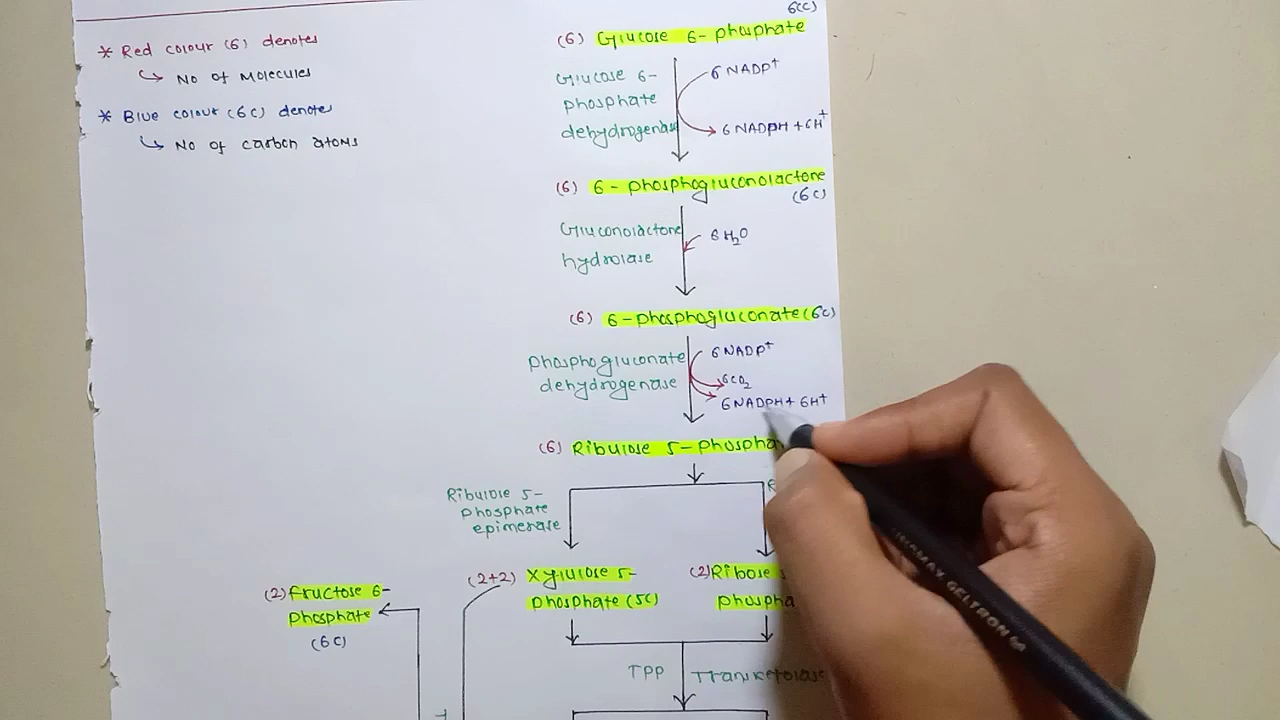 * Red colour (6) denotes
No of Molecules
* Blue colour (6c) denotes
No of carbon atoms
6(C)
(6) Glucose 6- phosphate
Glucose 6-
phosphate
dehydrogenase
6 NADP+
6 NADPH + 6H+
(6) 6 - phosphogluconolactone
(6C)
Gluconolactone
hydrolase
6 H2O
(6) 6-phosphogluconate(6c)
phosphogluconate
dehydrogenase
6 NADP+
6CO2
6NADPH + 6H+
(6) Ribulose 5-phospha
Ribulose 5-
phosphate
epimerase
(2+2) Xylulose 5-
phosphate (5C)
(2)Ribose
phospha
(2) fructose 6-
phosphate
(6C)
TPP Transketolase